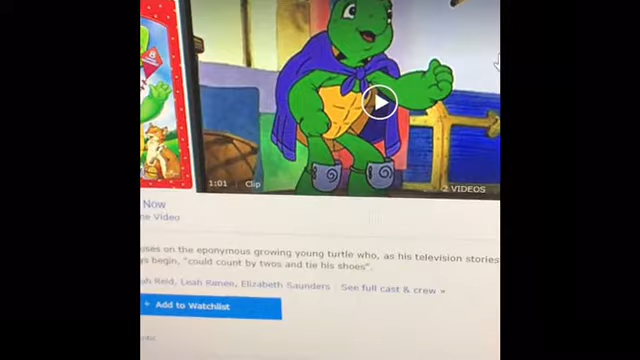 1:01 Clip
2 VIDEOS
Now
Video
on the eponymous growing young turtle who, as his television stories
begin, "could count by twos and tie his shoes".
Reid, Leah Renee, Elizabeth Saunders See full cast & crew »
+ Add to Watchlist